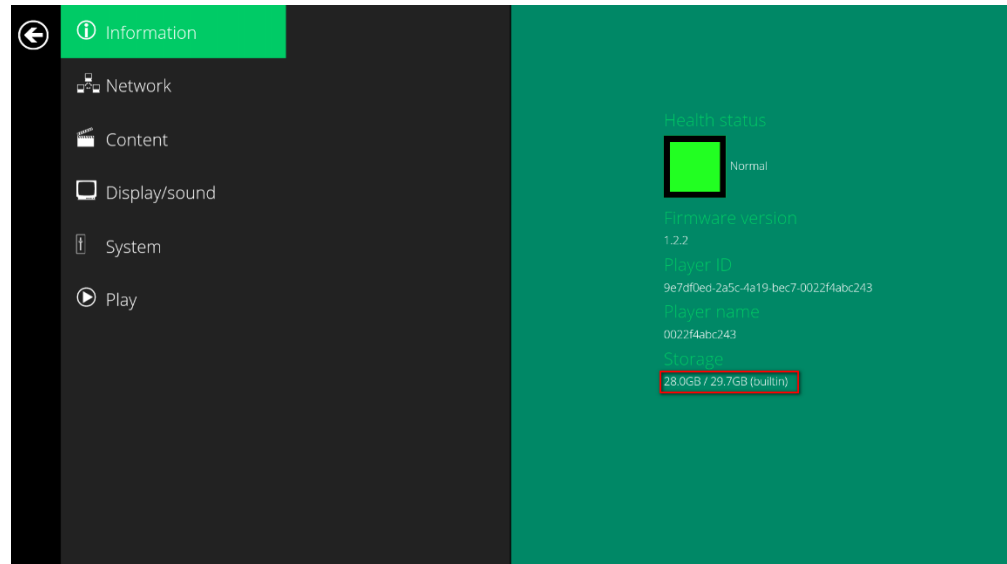 Information
Network
Content
Display/sound
System
Play
Health status
Normal
Firmware version
1.2.2
Player ID
9e7df0ed-2a5c-4a19-bec7-0022f4abc243
Player name
0022f4abc243
Storage
28.0GB / 29.7GB (builtin)